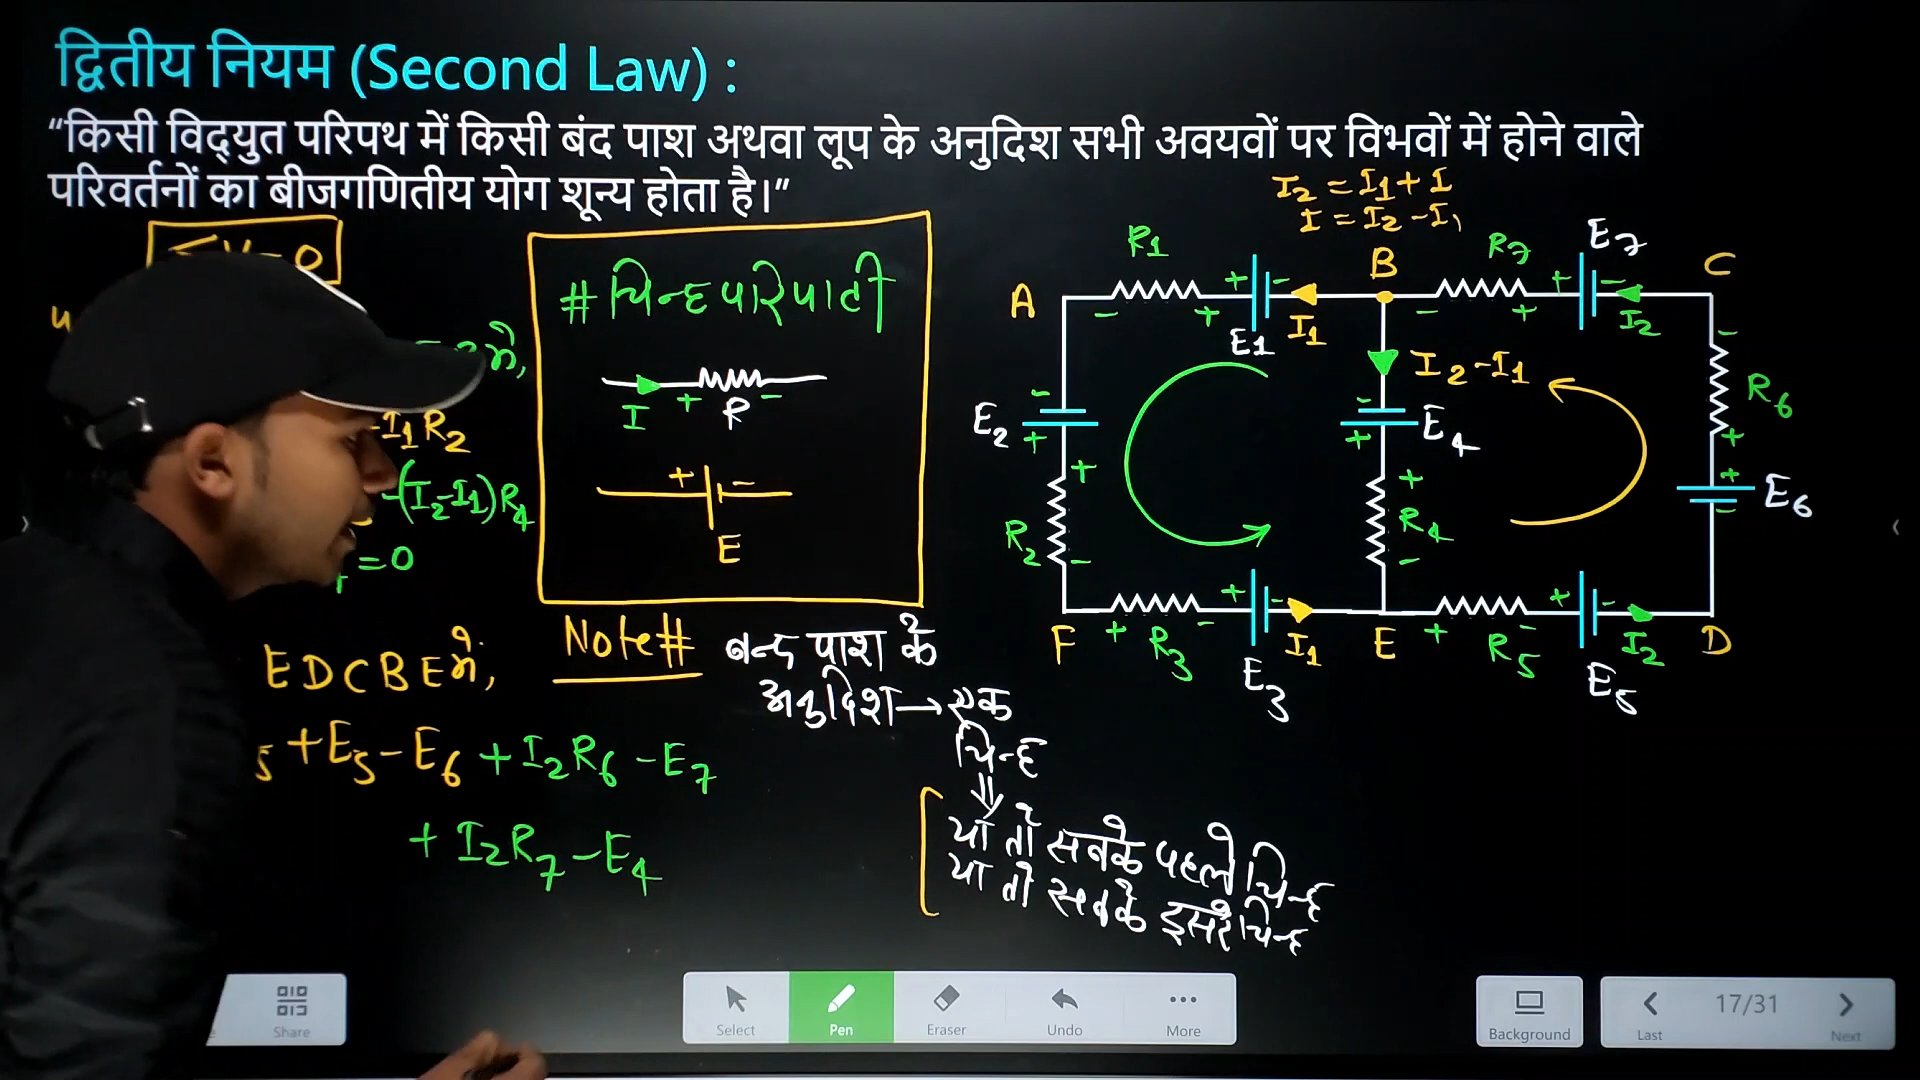 द्वितीय नियम (Second Law) :
“किसी विद्युत परिपथ में किसी बंद पाश अथवा लूप के अनुदिश सभी अवयवों पर विभवों में होने वाले
परिवर्तनों का बीजगणितीय योग शून्य होता है।”
-I₁R₂
-(I₂-I₁)R₄
=0
EDCBE में,
5 +E₅-E₆ +I₂R₆ -E₇
+ I₂R₇ -E₄
# चिन्ह परिपाटी
I + R -
+ -
E
Note#
बन्द पाश के
अनुदिश → एक
चिन्ह
⇓
या तो सबके पहले चिन्ह
या तो सबके दुसरे चिन्ह
I₂ = I₁+I
I = I₂-I₁
A - R₁ + + E1 - I₁ B - R₇ + + E₇ - I₂ C
I₂-I₁
- E₂ + - E₄ + - R₆ +
+ R₂ - + R₄ - + E₆ -
F + R₃ - + E₃ - I₁ E + R₅ - + E₅ - I₂ D
Share
Select
Pen
Eraser
Undo
More
Background
Last
17/31
Next